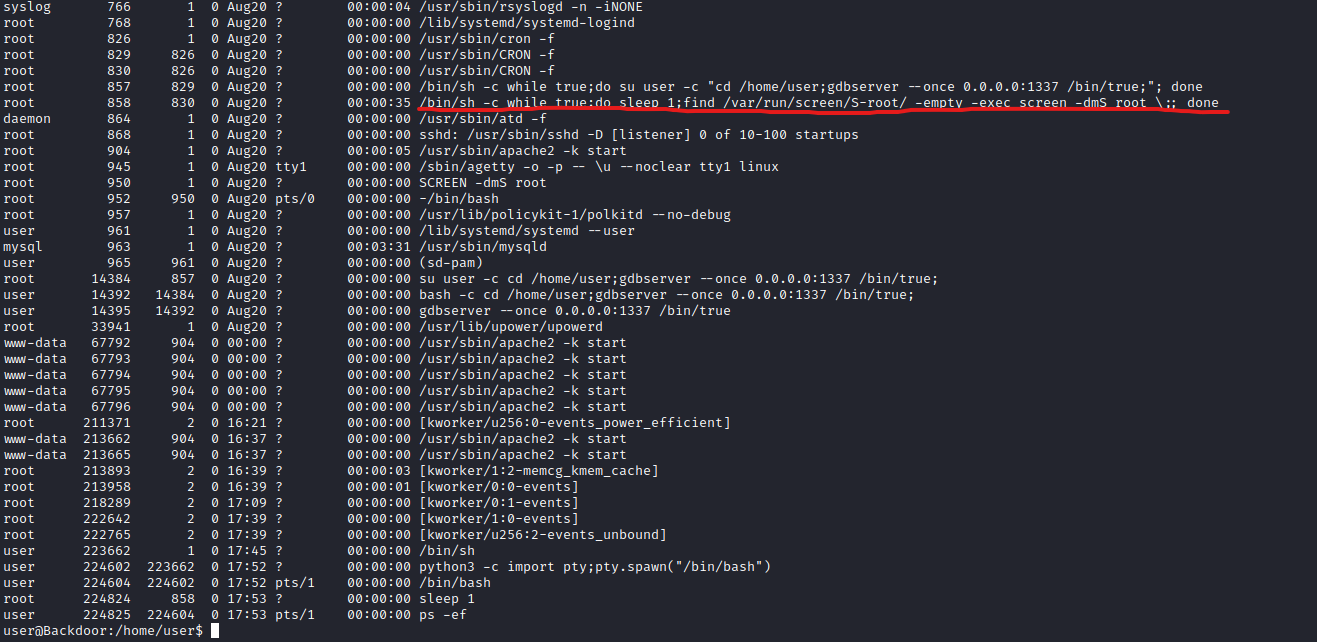 syslog 766 1 0 Aug20 ? 00:00:04 /usr/sbin/rsyslogd -n -iNONE
root 768 1 0 Aug20 ? 00:00:00 /lib/systemd/systemd-logind
root 826 1 0 Aug20 ? 00:00:00 /usr/sbin/cron -f
root 829 826 0 Aug20 ? 00:00:00 /usr/sbin/CRON -f
root 830 826 0 Aug20 ? 00:00:00 /usr/sbin/CRON -f
root 857 829 0 Aug20 ? 00:00:00 /bin/sh -c while true;do su user -c "cd /home/user;gdbserver --once 0.0.0.0:1337 /bin/true;"; done
root 858 830 0 Aug20 ? 00:00:35 /bin/sh -c while true;do sleep 1;find /var/run/screen/S-root/ -empty -exec screen -dmS root \;; done
daemon 864 1 0 Aug20 ? 00:00:00 /usr/sbin/atd -f
root 868 1 0 Aug20 ? 00:00:00 sshd: /usr/sbin/sshd -D [listener] 0 of 10-100 startups
root 904 1 0 Aug20 ? 00:00:05 /usr/sbin/apache2 -k start
root 945 1 0 Aug20 tty1 00:00:00 /sbin/agetty -o -p -- \u --noclear tty1 linux
root 950 1 0 Aug20 ? 00:00:00 SCREEN -dmS root
root 952 950 0 Aug20 pts/0 00:00:00 -/bin/bash
root 957 1 0 Aug20 ? 00:00:00 /usr/lib/policykit-1/polkitd --no-debug
user 961 1 0 Aug20 ? 00:00:00 /lib/systemd/systemd --user
mysql 963 1 0 Aug20 ? 00:03:31 /usr/sbin/mysqld
user 965 961 0 Aug20 ? 00:00:00 (sd-pam)
root 14384 857 0 Aug20 ? 00:00:00 su user -c cd /home/user;gdbserver --once 0.0.0.0:1337 /bin/true;
user 14392 14384 0 Aug20 ? 00:00:00 bash -c cd /home/user;gdbserver --once 0.0.0.0:1337 /bin/true;
user 14395 14392 0 Aug20 ? 00:00:00 gdbserver --once 0.0.0.0:1337 /bin/true
root 33941 1 0 Aug20 ? 00:00:00 /usr/lib/upower/upowerd
www-data 67792 904 0 00:00 ? 00:00:00 /usr/sbin/apache2 -k start
www-data 67793 904 0 00:00 ? 00:00:00 /usr/sbin/apache2 -k start
www-data 67794 904 0 00:00 ? 00:00:00 /usr/sbin/apache2 -k start
www-data 67795 904 0 00:00 ? 00:00:00 /usr/sbin/apache2 -k start
www-data 67796 904 0 00:00 ? 00:00:00 /usr/sbin/apache2 -k start
root 211371 2 0 16:21 ? 00:00:00 [kworker/u256:0-events_power_efficient]
www-data 213662 904 0 16:37 ? 00:00:00 /usr/sbin/apache2 -k start
www-data 213665 904 0 16:37 ? 00:00:00 /usr/sbin/apache2 -k start
root 213893 2 0 16:39 ? 00:00:03 [kworker/1:2-memcg_kmem_cache]
root 213958 2 0 16:39 ? 00:00:01 [kworker/0:0-events]
root 218289 2 0 17:09 ? 00:00:00 [kworker/0:1-events]
root 222642 2 0 17:39 ? 00:00:00 [kworker/1:0-events]
root 222765 2 0 17:39 ? 00:00:00 [kworker/u256:2-events_unbound]
user 223662 1 0 17:45 ? 00:00:00 /bin/sh
user 224602 223662 0 17:52 ? 00:00:00 python3 -c import pty;pty.spawn("/bin/bash")
user 224604 224602 0 17:52 pts/1 00:00:00 /bin/bash
root 224824 858 0 17:53 ? 00:00:00 sleep 1
user 224825 224604 0 17:53 pts/1 00:00:00 ps -ef
user@Backdoor:/home/user$